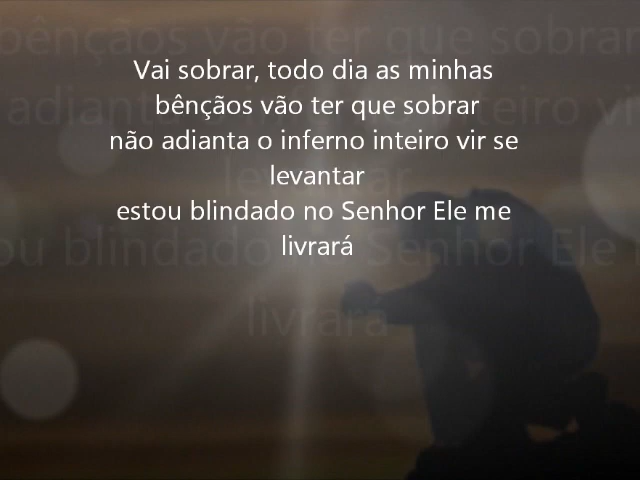 Vai sobrar, todo dia as minhas
bênçãos vão ter que sobrar
não adianta o inferno inteiro vir se
levantar
estou blindado no Senhor Ele me
livrará